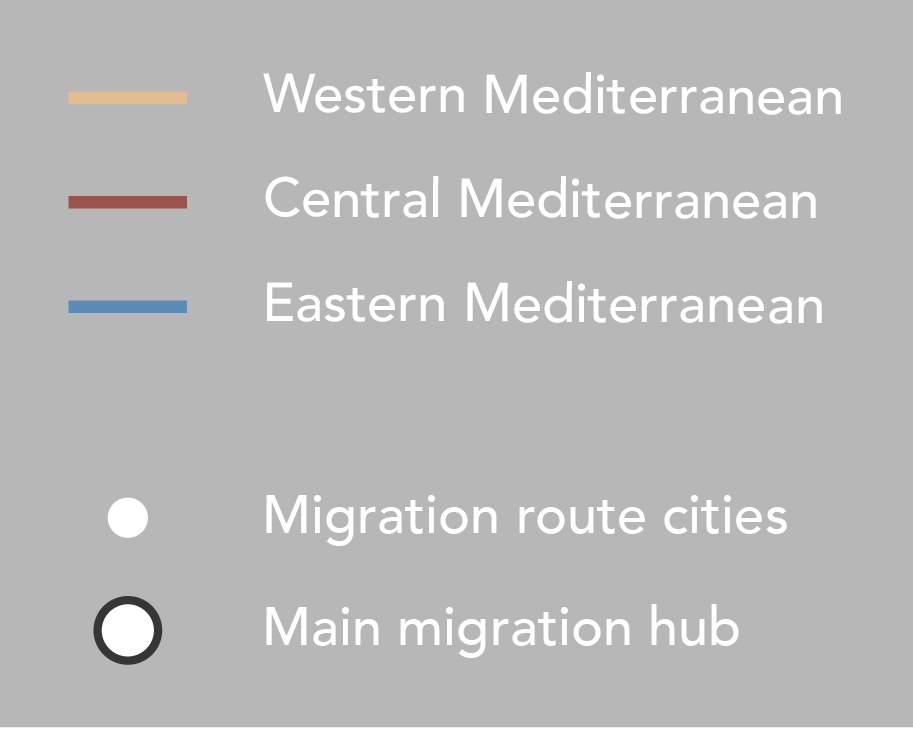 Western Mediterranean
Central Mediterranean
Eastern Mediterranean
Migration route cities
Main migration hub